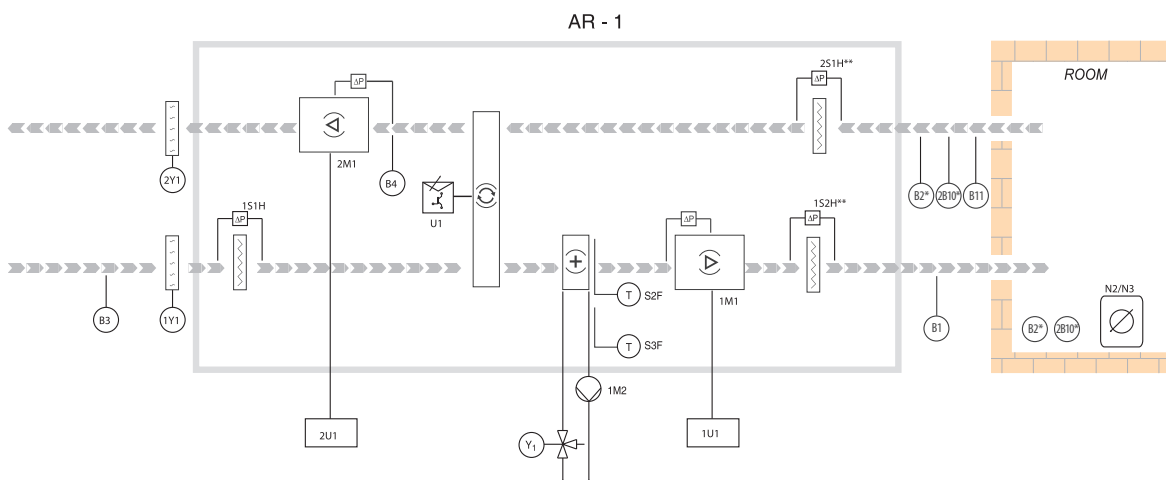 AR - 1
2S1H**
ROOM
ΔP
ΔP
2M1
2Y1
B4
B2*
2B10*
B11
1S1H
U1
1S2H**
ΔP
ΔP
ΔP
N2/N3
S2F
T
1M1
B3
1Y1
B1
B2*
2B10*
T
S3F
1M2
2U1
1U1
Y1